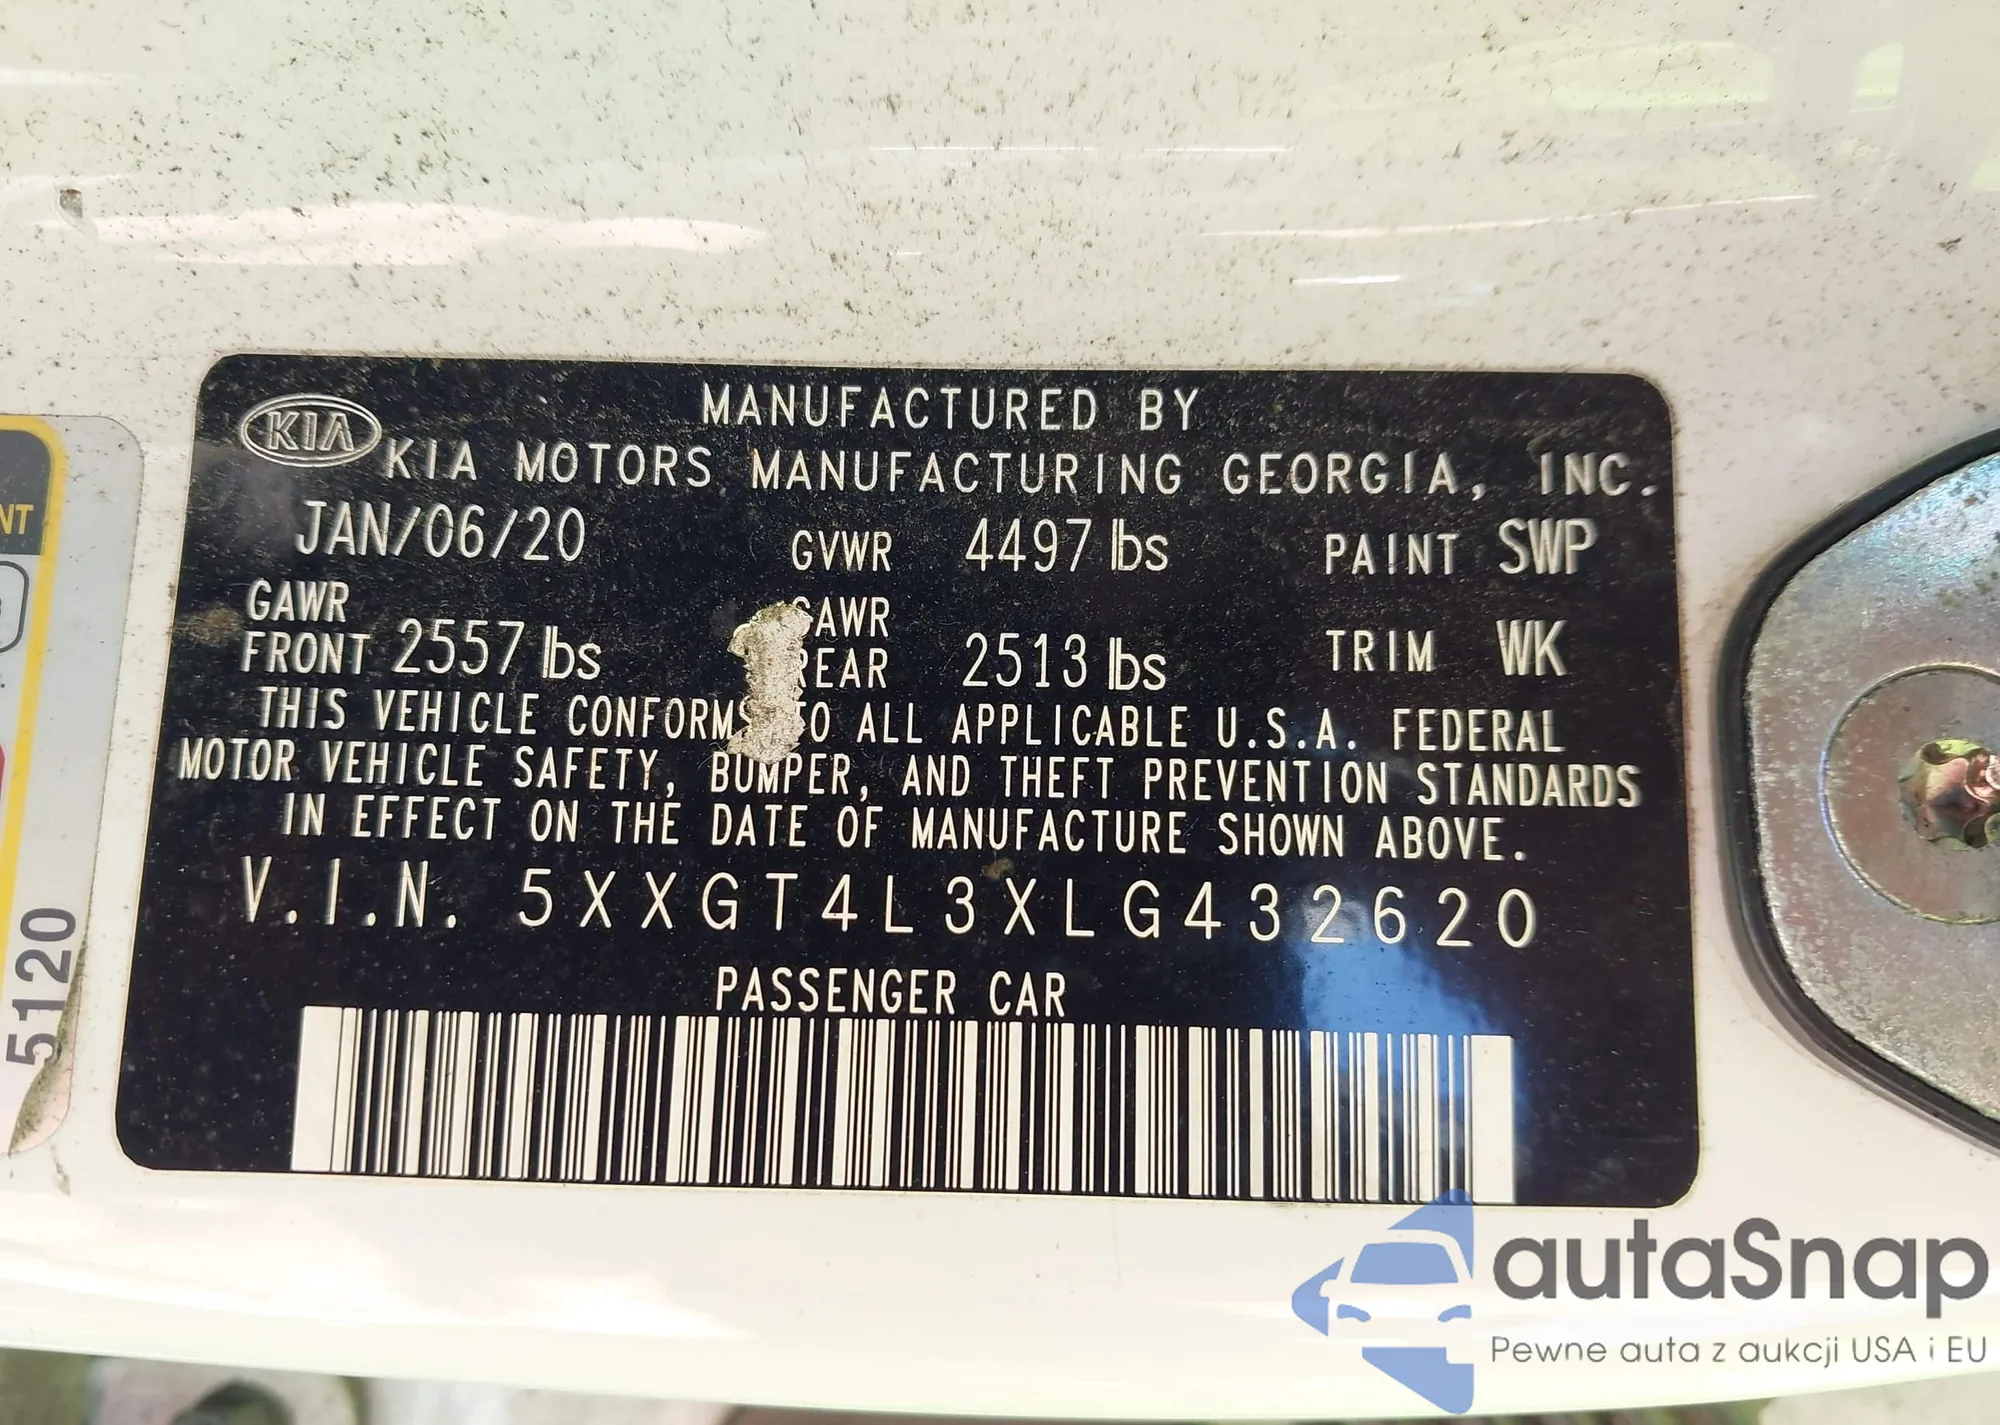 KIA
MANUFACTURED BY
KIA MOTORS MANUFACTURING GEORGIA, INC.
JAN/06/20 GVWR 4497 lbs PAINT SWP
GAWR FRONT 2557 lbs GAWR REAR 2513 lbs TRIM WK
THIS VEHICLE CONFORMS TO ALL APPLICABLE U.S.A. FEDERAL
MOTOR VEHICLE SAFETY, BUMPER, AND THEFT PREVENTION STANDARDS
IN EFFECT ON THE DATE OF MANUFACTURE SHOWN ABOVE.
V.I.N. 5XXGT4L3XLG432620
PASSENGER CAR
NT
5120
autaSnap
Pewne auta z aukcji USA i EU